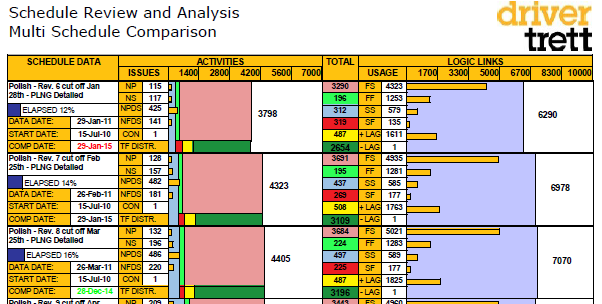 Schedule Review and Analysis
Multi Schedule Comparison
driver
trett
SCHEDULE DATA ACTIVITIES TOTAL LOGIC LINKS
ISSUES 1400 2800 4200 5600 7000 USAGE 1700 3300 5000 6700 8300 10000
Polish - Rev. 6 cut off Jan NP 115 3290 FS 4323
28th - PLNG Detailed NS 117 196 FF 1253
ELAPSED 12% NPDS 425 3798 312 SS 579 6290
DATA DATE: 29-Jan-11 NFDS 141 319 SF 135
START DATE: 15-Jul-10 CON 1 487 + LAG 1611
COMP DATE: 29-Jan-15 TF DISTR. 2654 - LAG 1
Polish - Rev. 7 cut off Feb NP 128 3691 FS 4935
25th - PLNG Detailed NS 157 195 FF 1281
ELAPSED 14% NPDS 482 4323 437 SS 585 6978
DATA DATE: 26-Feb-11 NFDS 181 269 SF 177
START DATE: 15-Jul-10 CON 1 508 + LAG 1763
COMP DATE: 29-Jan-15 TF DISTR. 3109 - LAG 1
Polish - Rev. 8 cut off Mar NP 132 3684 FS 5021
25th - PLNG Detailed NS 196 224 FF 1283
ELAPSED 16% NPDS 486 4405 497 SS 589 7070
DATA DATE: 26-Mar-11 NFDS 220 225 SF 177
START DATE: 15-Jul-10 CON 1 487 + LAG 1825
COMP DATE: 28-Dec-14 TF DISTR. 3196 - LAG 1
Polish - Rev. 9 cut off Apr NP 209 3443 FS 4960